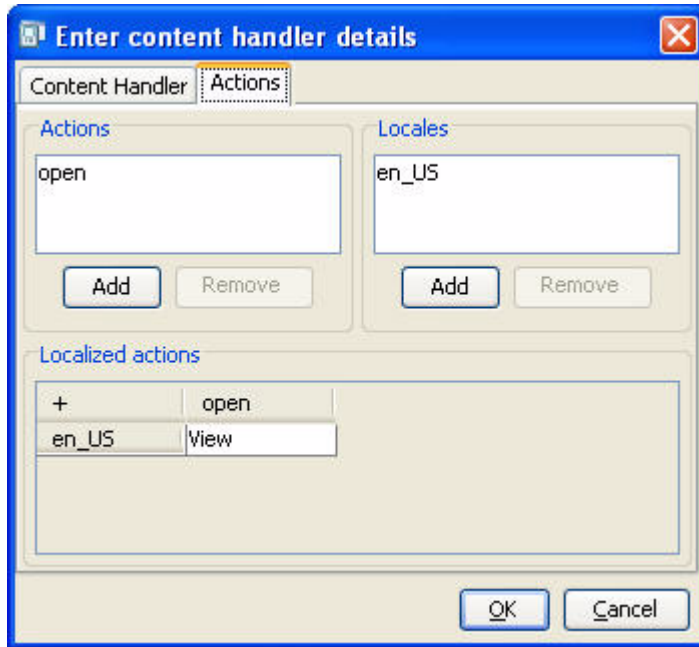 Enter content handler details
Content Handler Actions
Actions Locales
open en_US
Add Remove Add Remove
Localized actions
+ open
en_US View
OK Cancel